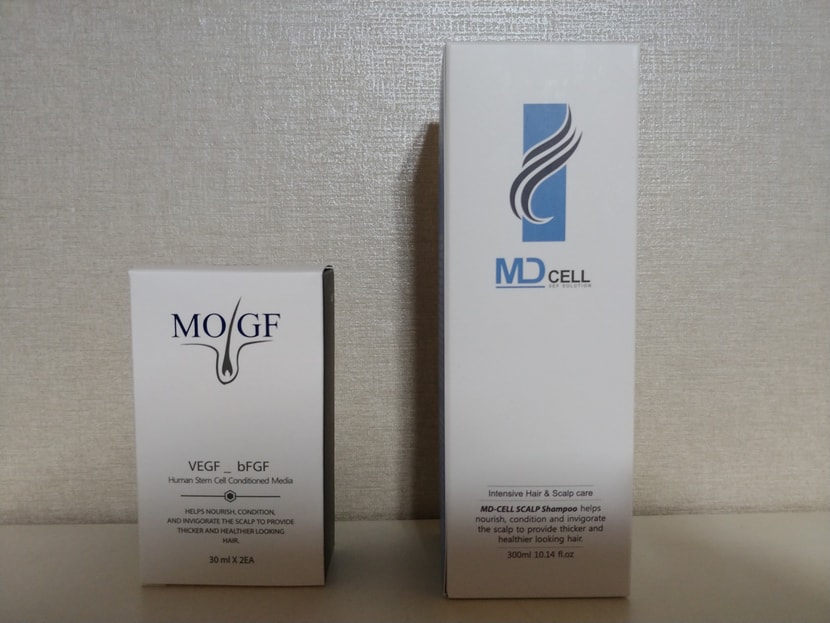 MO/GF
VEGF _ bFGF
Human Stem Cell Conditioned Media
HELPS NOURISH, CONDITION,
AND INVIGORATE THE SCALP TO PROVIDE
THICKER AND HEALTHIER LOOKING
HAIR.
30 ml X 2EA
MD CELL
Intensive Hair & Scalp care
MD-CELL SCALP Shampoo helps
nourish, condition and invigorate
the scalp to provide thicker and
healthier looking hair.
300ml 10.14 fl.oz